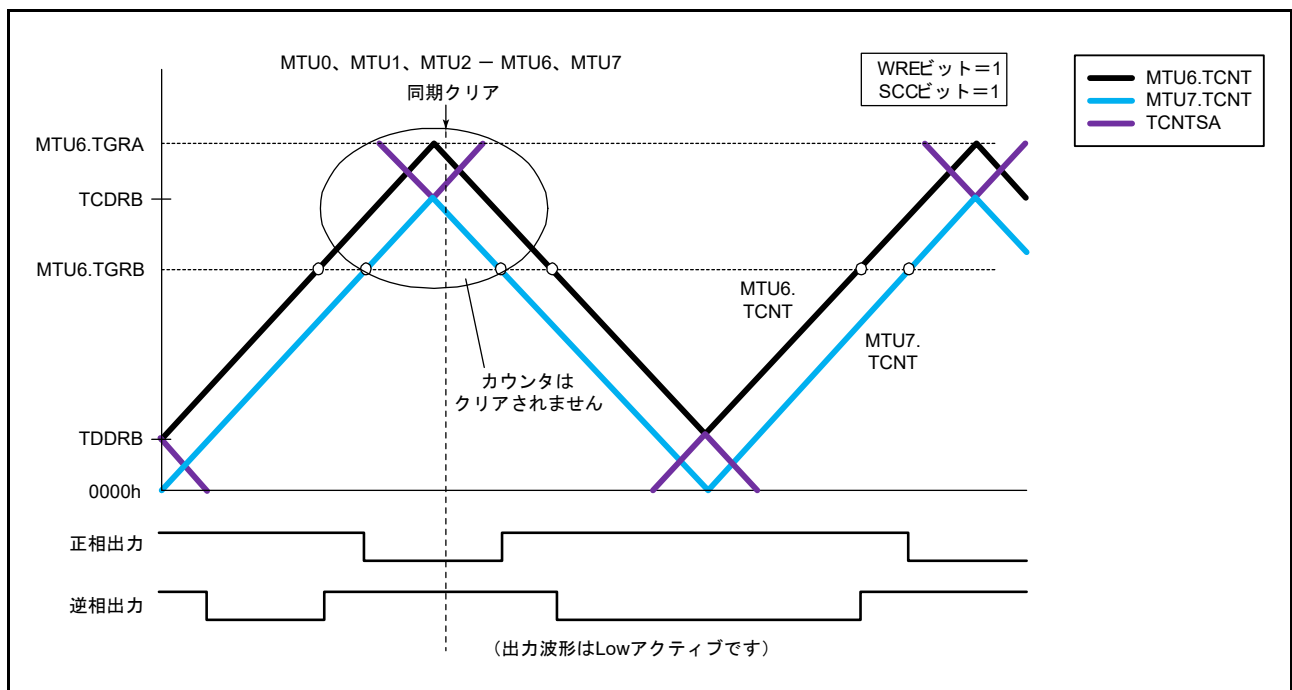 MTU0、MTU1、MTU2 － MTU6、MTU7
同期クリア
WREビット＝1
SCCビット＝1
MTU6.TCNT
MTU7.TCNT
TCNTSA
MTU6.TGRA
TCDRB
MTU6.TGRB
TDDRB
0000h
MTU6.
TCNT
MTU7.
TCNT
カウンタは
クリアされません
正相出力
逆相出力
（出力波形はLowアクティブです）